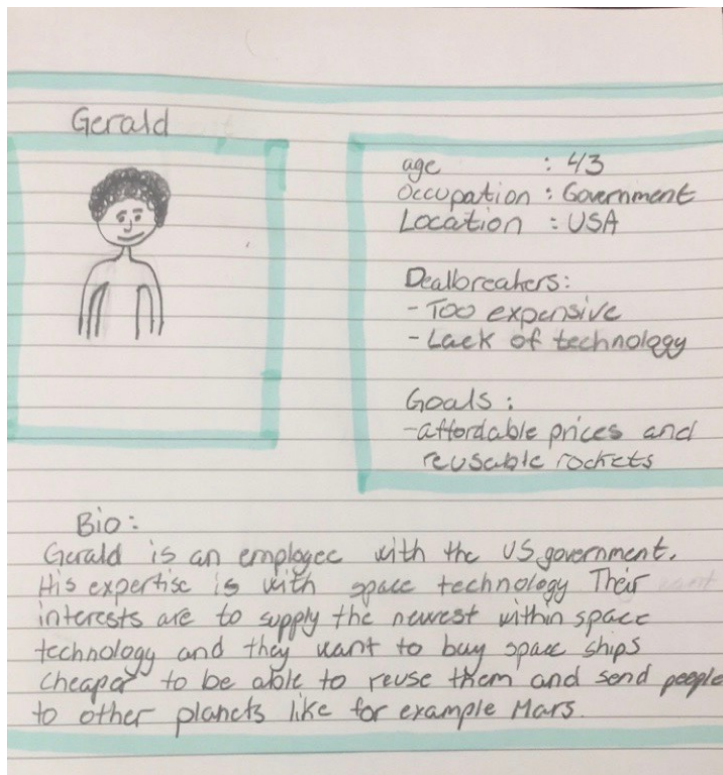 Gerald
age : 43
Occupation : Government
Location : USA
Dealbreakers:
- Too expensive
- Lack of technology
Goals :
- affordable prices and
reusable rockets
Bio:
Gerald is an employee with the US government.
His expertise is with space technology Their want
interests are to supply the newest within space
technology and they want to buy space ships
cheaper to be able to reuse them and send people
to other planets like for example Mars.